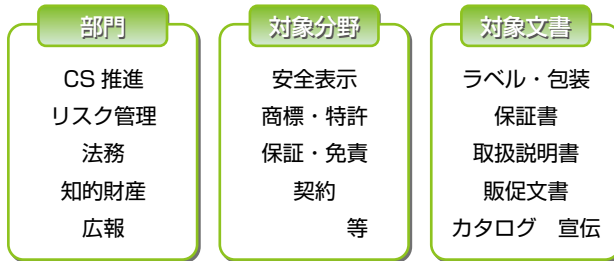 部門
CS 推進
リスク管理
法務
知的財産
広報
対象分野
安全表示
商標・特許
保証・免責
契約
等
対象文書
ラベル・包装
保証書
取扱説明書
販促文書
カタログ　宣伝